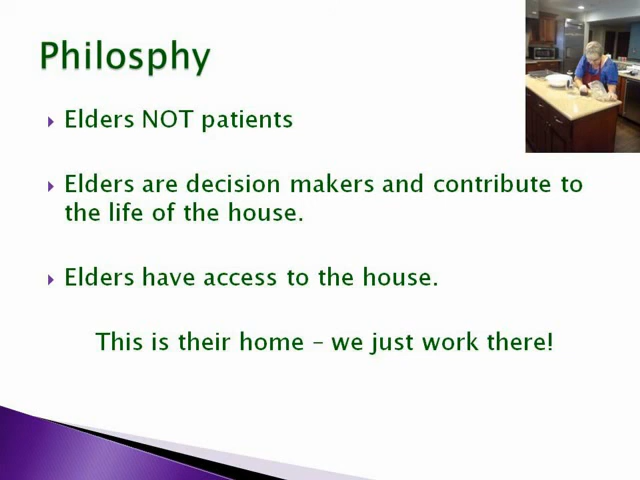 Philosphy
Elders NOT patients
Elders are decision makers and contribute to
the life of the house.
Elders have access to the house.
This is their home – we just work there!